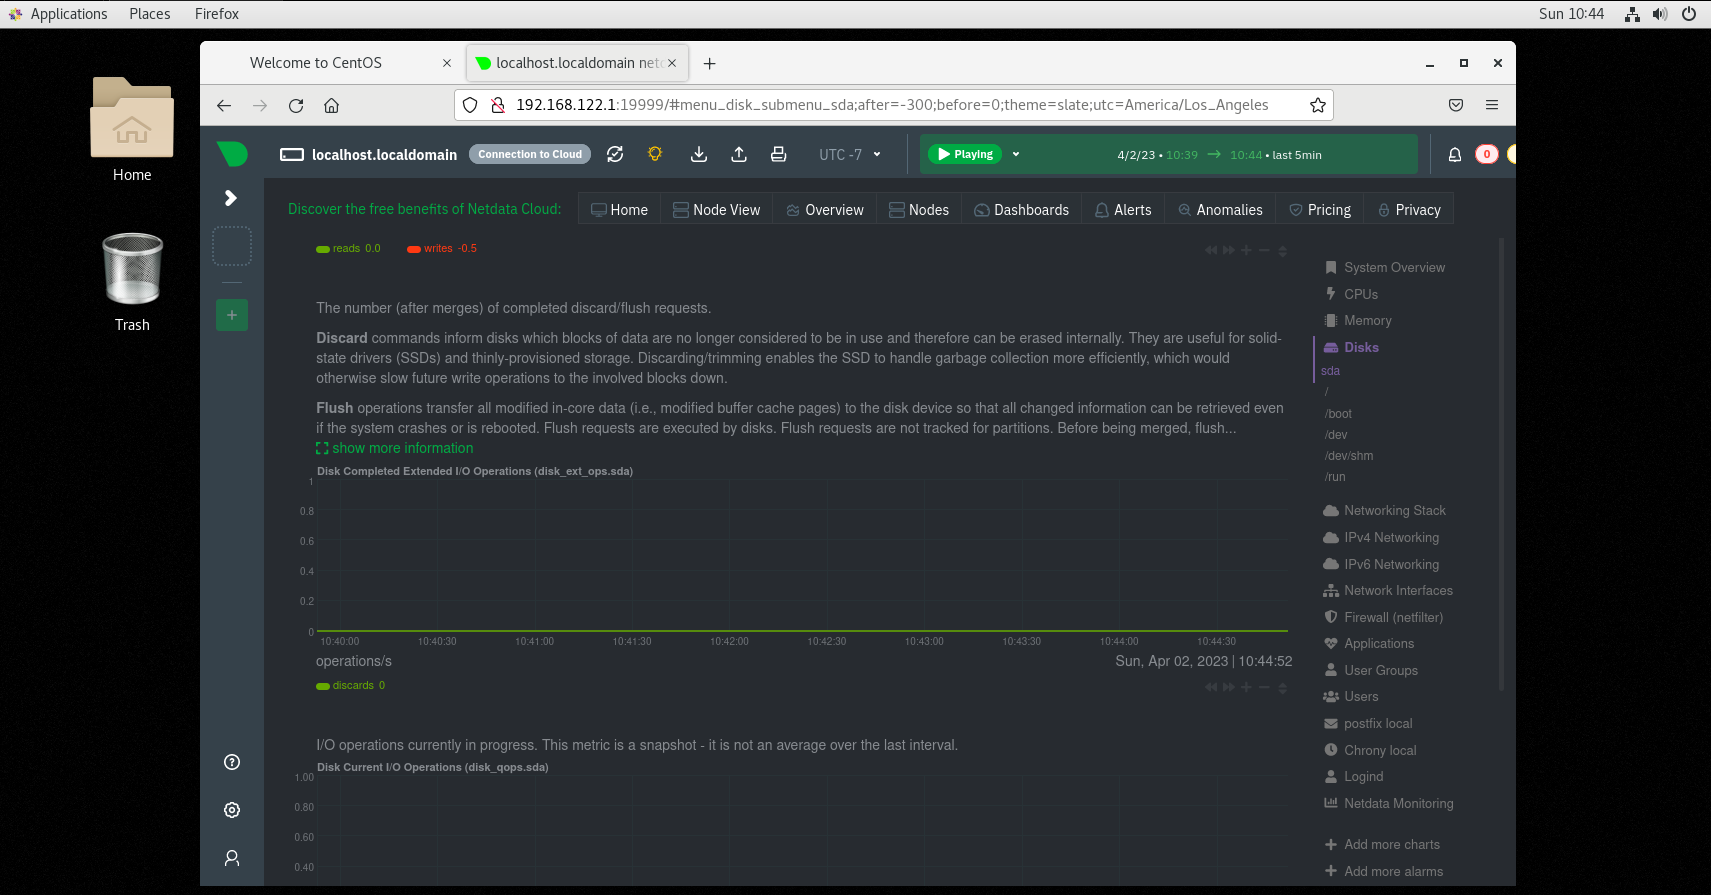 Applications Places Firefox Sun 10:44
Home
Trash
Welcome to CentOS × localhost.localdomain netd × +
192.168.122.1:19999/#menu_disk_submenu_sda;after=-300;before=0;theme=slate;utc=America/Los_Angeles
localhost.localdomain Connection to Cloud UTC -7 Playing 4/2/23 • 10:39 → 10:44 • last 5min 0
Discover the free benefits of Netdata Cloud: Home Node View Overview Nodes Dashboards Alerts Anomalies Pricing Privacy
reads 0.0 writes -0.5
The number (after merges) of completed discard/flush requests.
Discard commands inform disks which blocks of data are no longer considered to be in use and therefore can be erased internally. They are useful for solid-
state drivers (SSDs) and thinly-provisioned storage. Discarding/trimming enables the SSD to handle garbage collection more efficiently, which would
otherwise slow future write operations to the involved blocks down.
Flush operations transfer all modified in-core data (i.e., modified buffer cache pages) to the disk device so that all changed information can be retrieved even
if the system crashes or is rebooted. Flush requests are executed by disks. Flush requests are not tracked for partitions. Before being merged, flush...
show more information
Disk Completed Extended I/O Operations (disk_ext_ops.sda)
1
0.8
0.6
0.4
0.2
0
10:40:00 10:40:30 10:41:00 10:41:30 10:42:00 10:42:30 10:43:00 10:43:30 10:44:00 10:44:30
operations/s Sun, Apr 02, 2023 | 10:44:52
discards 0
I/O operations currently in progress. This metric is a snapshot - it is not an average over the last interval.
Disk Current I/O Operations (disk_qops.sda)
1.00
0.80
0.60
0.40
System Overview
CPUs
Memory
Disks
sda
/
/boot
/dev
/dev/shm
/run
Networking Stack
IPv4 Networking
IPv6 Networking
Network Interfaces
Firewall (netfilter)
Applications
User Groups
Users
postfix local
Chrony local
Logind
Netdata Monitoring
Add more charts
Add more alarms